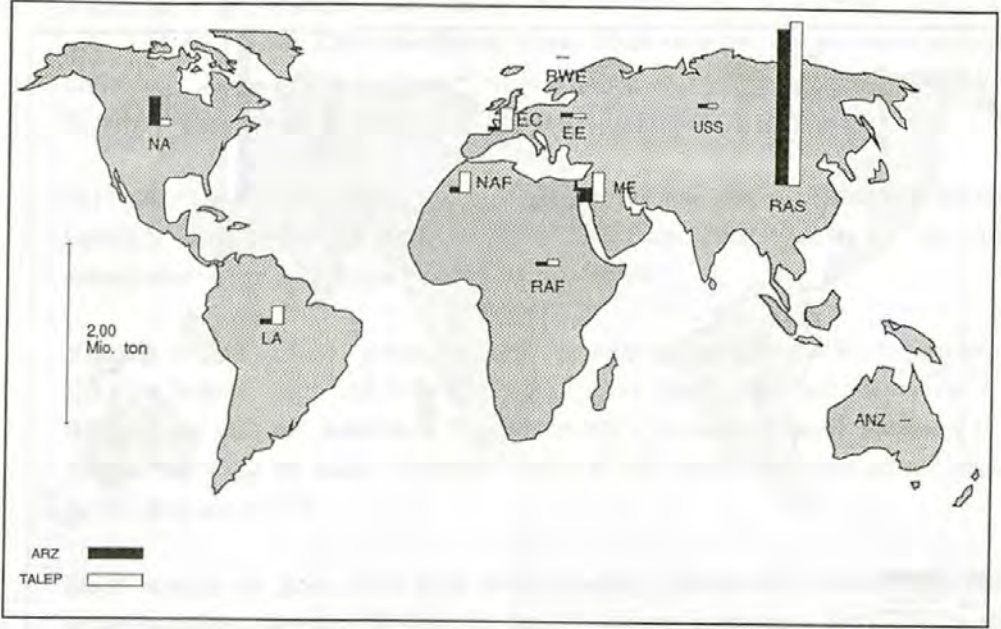 RWE
EC
EE
USS
NA
NAF
ME
RAS
RAF
2,00
Mio. ton
LA
ANZ
ARZ
TALEP